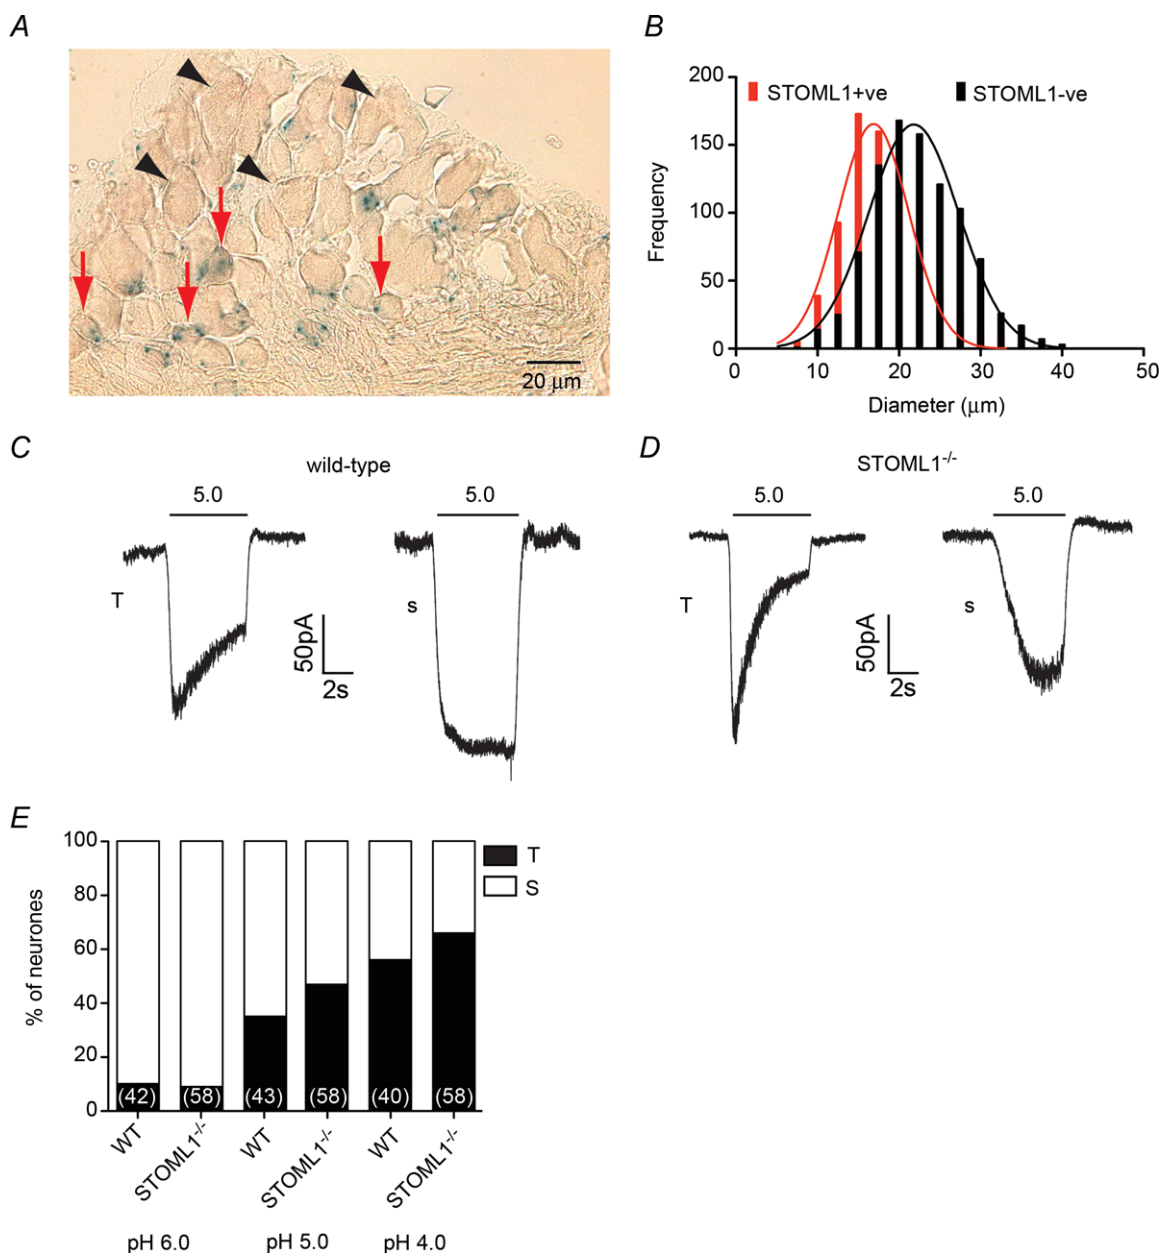 A
20 μm
B
STOML1+ve
STOML1-ve
200
150
100
50
0
Frequency
0 10 20 30 40 50
Diameter (μm)
C
wild-type
5.0
5.0
T
s
50pA
2s
D
STOML1-/-
5.0
5.0
T
s
50pA
2s
E
100
80
60
40
20
0
% of neurones
T
S
(42) (58) (43) (58) (40) (58)
WT STOML1-/- WT STOML1-/- WT STOML1-/-
pH 6.0 pH 5.0 pH 4.0